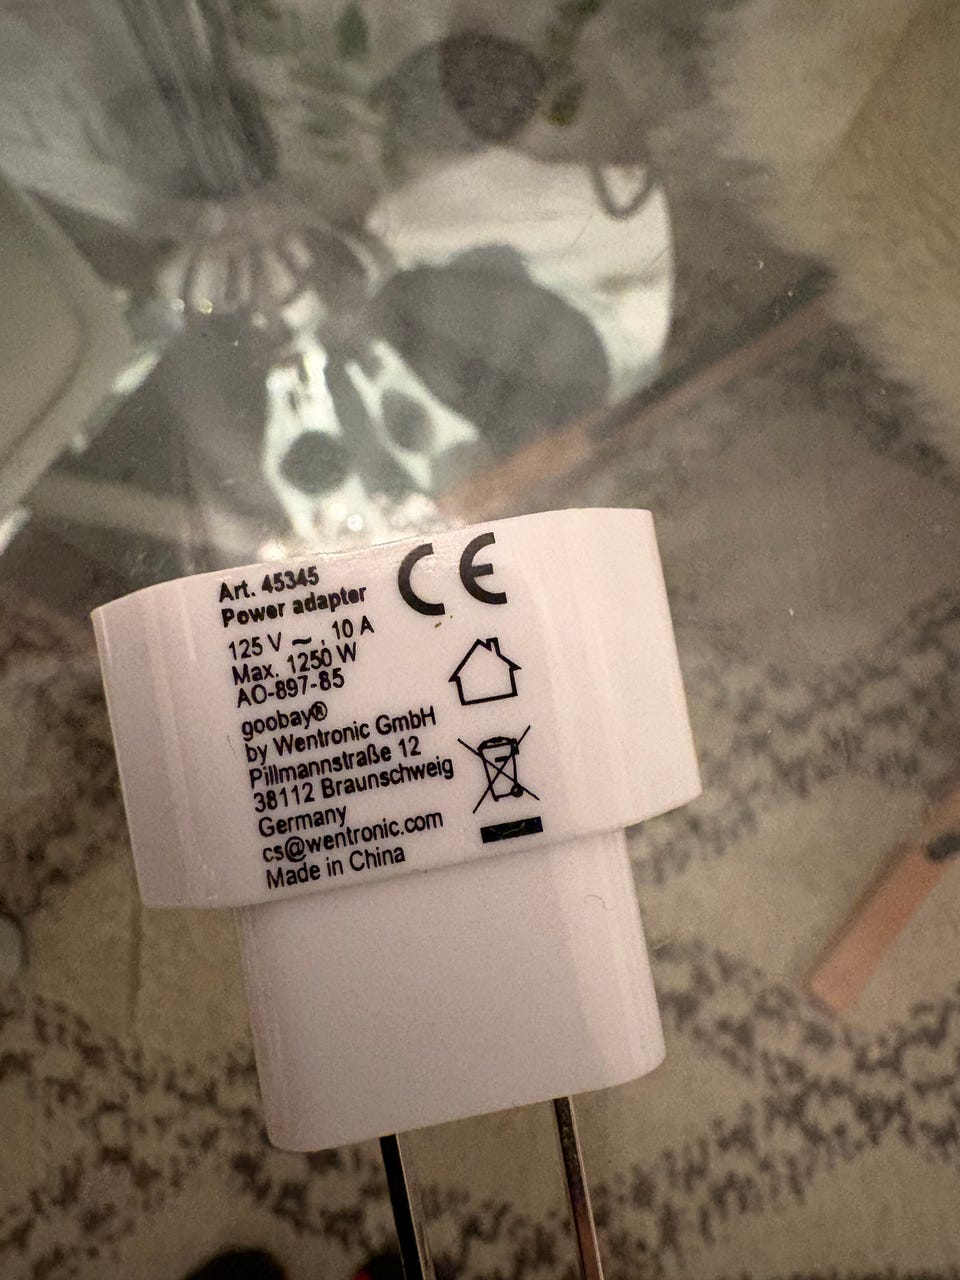 Art. 45345
Power adapter
125 V ~ , 10 A
Max. 1250 W
AO-897-85
goobay®
by Wentronic GmbH
Pillmannstraße 12
38112 Braunschweig
Germany
cs@wentronic.com
Made in China
CE